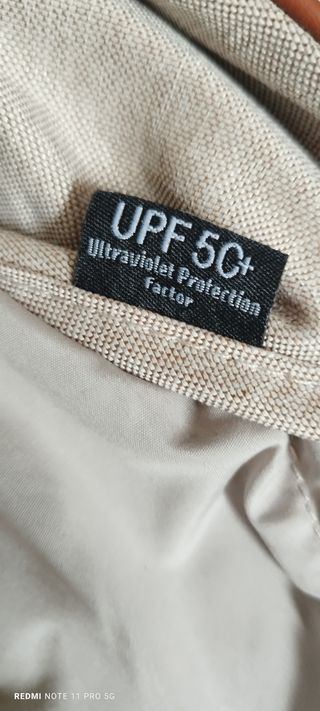 UPF 50+
Ultraviolet Protection
Factor
REDMI NOTE 11 PRO 5G